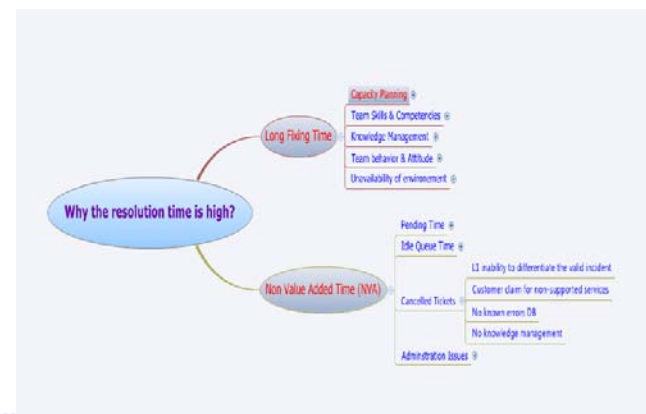 Why the resolution time is high?
Long Fixing Time
Capacity Planning
Team Skills & Competencies
Knowledge Management
Team behavior & Attitude
Unavailability of environement
Non Value Added Time (NVA)
Pending Time
Idle Queue Time
Cancelled Tickets
L1 inability to differentiate the valid incident
Customer claim for non-supported services
No known errors DB
No knowledge management
Adminstration Issues